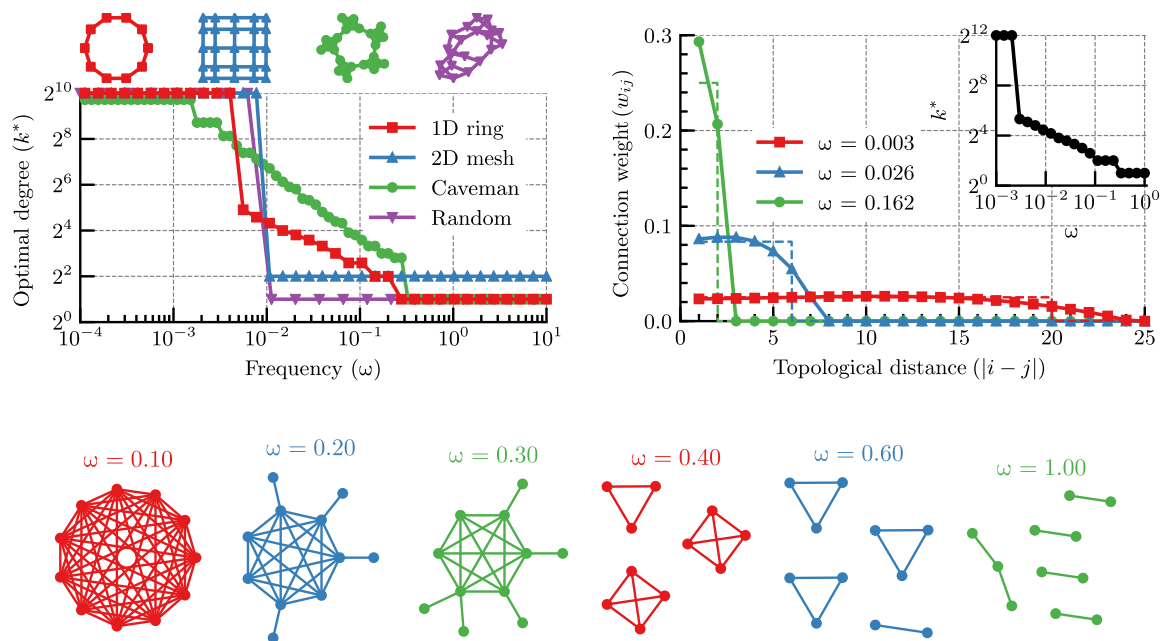 2^10
2^8
2^6
2^4
2^2
2^0
Optimal degree (k*)
1D ring
2D mesh
Caveman
Random
10^−4 10^−3 10^−2 10^−1 10^0 10^1
Frequency (ω)
0.3
0.2
0.1
0.0
Connection weight (w_ij)
ε = 0.003
ε = 0.026
ε = 0.162
0 5 10 15 20 25
Topological distance (|i − j|)
2^12
2^8
2^4
2^0
k*
10^−3 10^−2 10^−1 10^0
ε
ω = 0.10
ω = 0.20
ω = 0.30
ω = 0.40
ω = 0.60
ω = 1.00